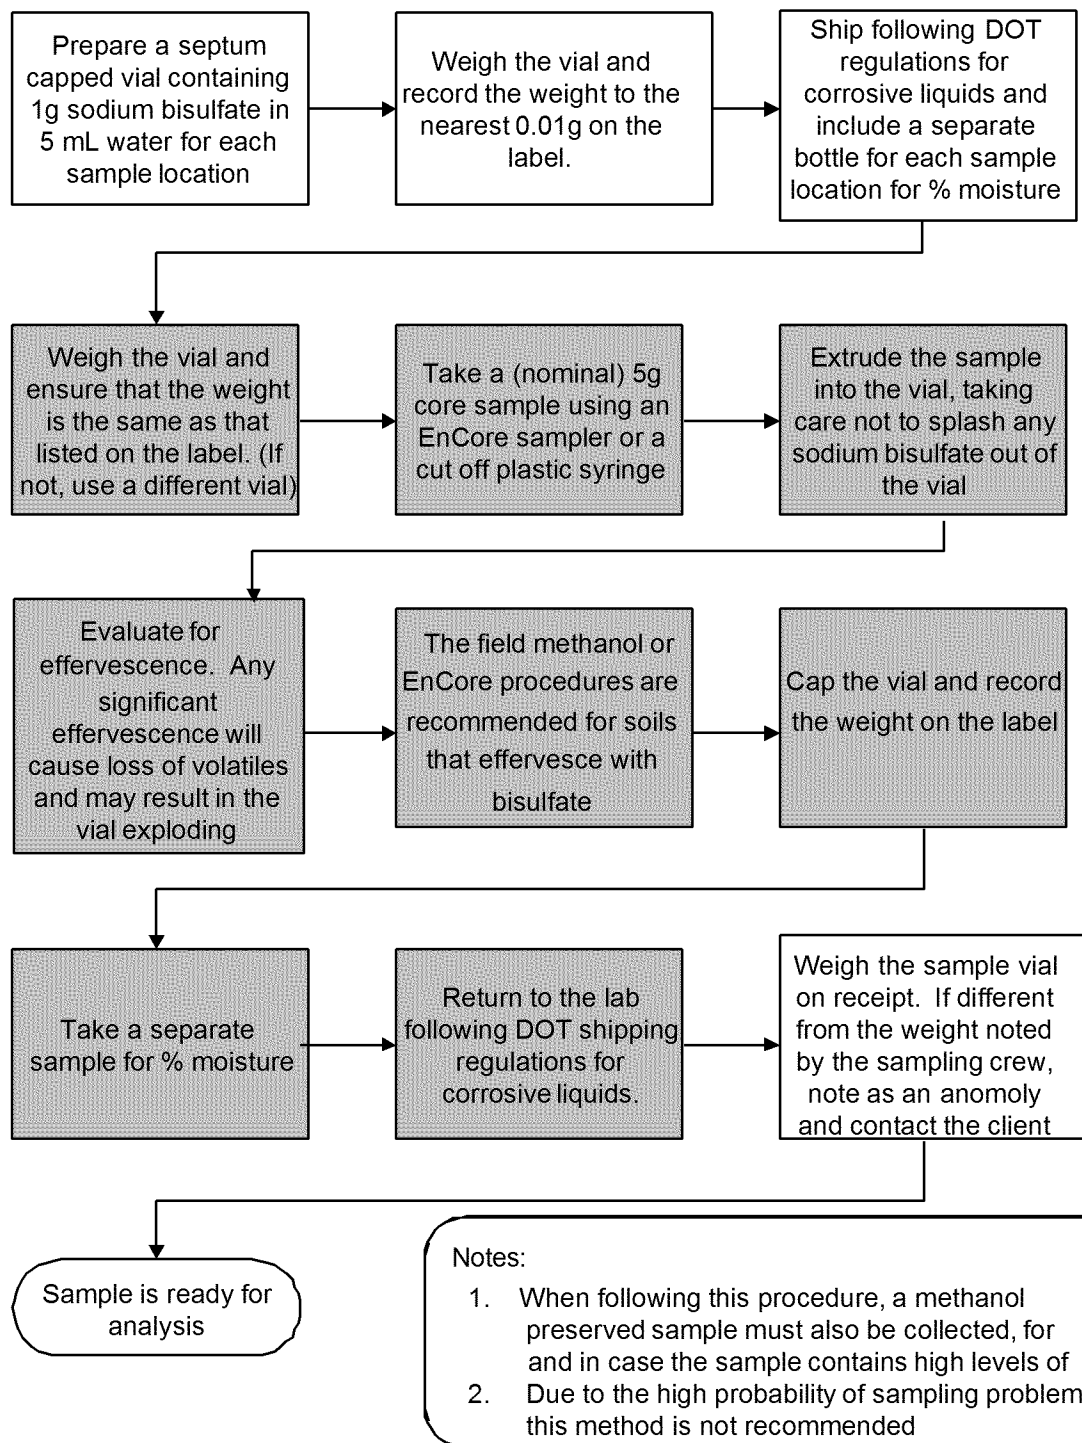 Prepare a septum
capped vial containing
1g sodium bisulfate in
5 mL water for each
sample location
Weigh the vial and
record the weight to the
nearest 0.01g on the
label.
Ship following DOT
regulations for
corrosive liquids and
include a separate
bottle for each sample
location for % moisture
Weigh the vial and
ensure that the weight
is the same as that
listed on the label. (If
not, use a different vial)
Take a (nominal) 5g
core sample using an
EnCore sampler or a
cut off plastic syringe
Extrude the sample
into the vial, taking
care not to splash any
sodium bisulfate out of
the vial
Evaluate for
effervescence. Any
significant
effervescence will
cause loss of volatiles
and may result in the
vial exploding
The field methanol or
EnCore procedures are
recommended for soils
that effervesce with
bisulfate
Cap the vial and record
the weight on the label
Take a separate
sample for % moisture
Return to the lab
following DOT shipping
regulations for
corrosive liquids.
Weigh the sample vial
on receipt. If different
from the weight noted
by the sampling crew,
note as an anomoly
and contact the client
Sample is ready for
analysis
Notes:
1. When following this procedure, a methanol
preserved sample must also be collected, for
and in case the sample contains high levels of
2. Due to the high probability of sampling problem
this method is not recommended